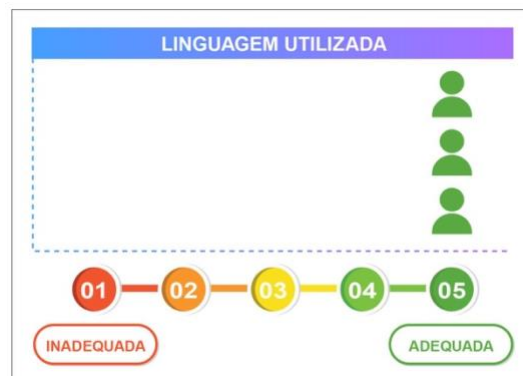 LINGUAGEM UTILIZADA
01 02 03 04 05
INADEQUADA ADEQUADA